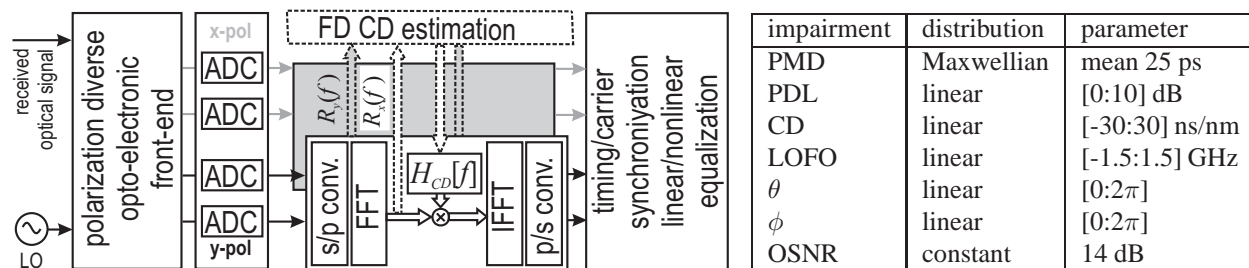 received
optical signal
LO
polarization diverse
opto-electronic
front-end
x-pol
ADC
ADC
ADC
ADC
y-pol
FD CD estimation
R_y(f)
R_x(f)
s/p conv.
FFT
H_CD[f]
IFFT
p/s conv.
timing/carrier
synchroniyation
linear/nonlinear
equalization
impairment distribution parameter
PMD Maxwellian mean 25 ps
PDL linear [0:10] dB
CD linear [-30:30] ns/nm
LOFO linear [-1.5:1.5] GHz
θ linear [0:2π]
ϕ linear [0:2π]
OSNR constant 14 dB